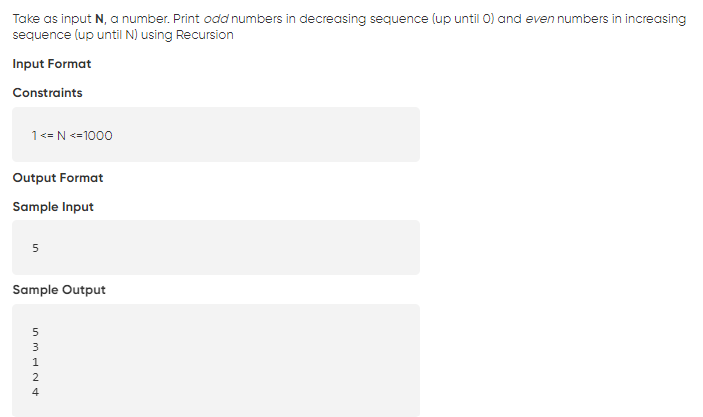 Take as input N, a number. Print odd numbers in decreasing sequence (up until 0) and even numbers in increasing
sequence (up until N) using Recursion
Input Format
Constraints
1 <= N <=1000
Output Format
Sample Input
5
Sample Output
5
3
1
2
4